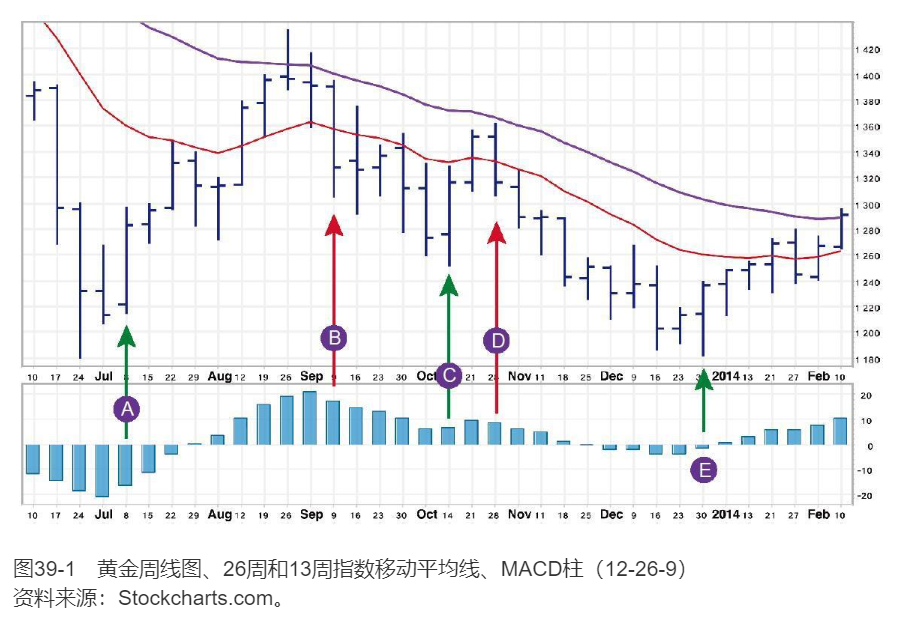 1 420
1 400
1 380
1 360
1 340
1 320
1 300
1 280
1 260
1 240
1 220
1 200
1 180
B
D
C
A
E
10 17 24 Jul 8 15 22 29 Aug 12 19 26 Sep 9 16 23 30 Oct 14 21 28 Nov 11 18 25 Dec 9 16 23 30 2014 13 21 27 Feb 10
20
10
0
-10
-20
10 17 24 Jul 8 15 22 29 Aug 12 19 26 Sep 9 16 23 30 Oct 14 21 28 Nov 11 18 25 Dec 9 16 23 30 2014 13 21 27 Feb 10
图39-1 黄金周线图、26周和13周指数移动平均线、MACD柱（12-26-9）
资料来源：Stockcharts.com。